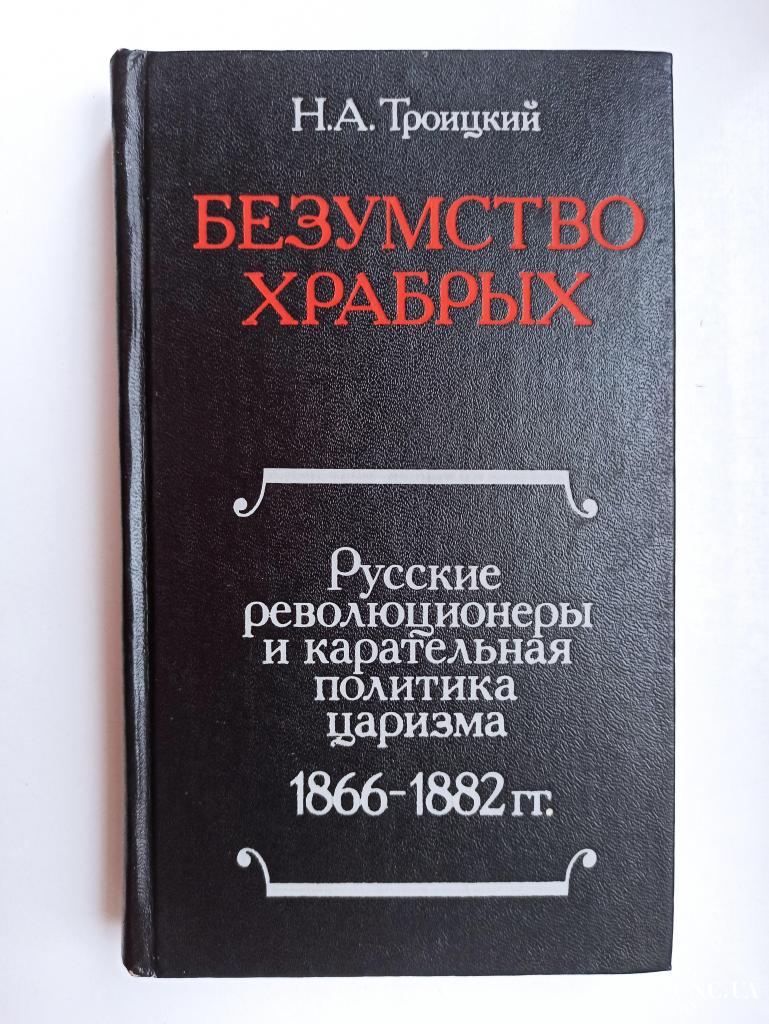 Н.А. Троицкий
БЕЗУМСТВО
ХРАБРЫХ
Русские
революционеры
и карательная
политика
царизма
1866-1882 гг.